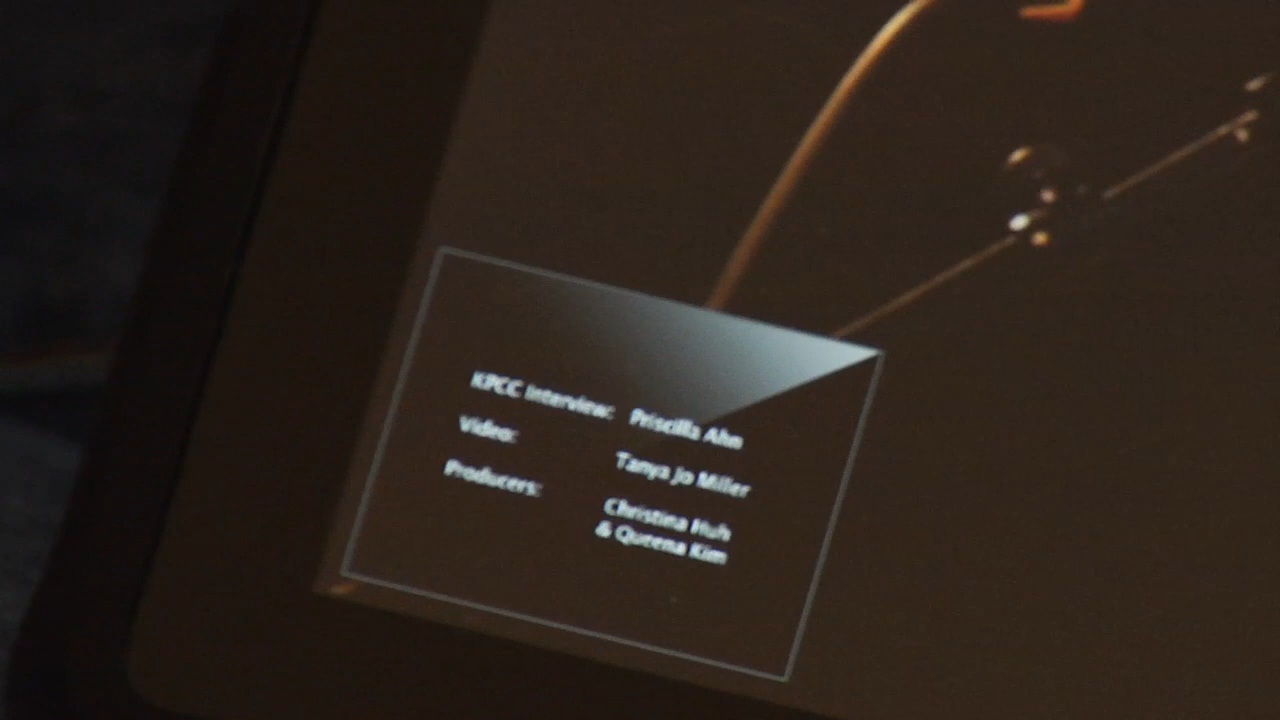 KPCC Interview: Priscilla Ahn
Video: Tanya Jo Miller
Producers: Christina Huh
& Queena Kim